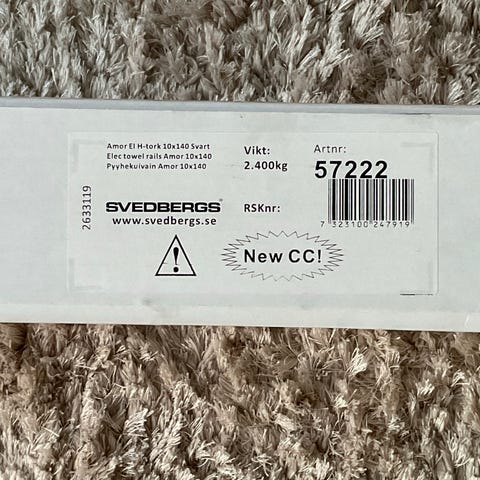 Amor El H-tork 10x140 Svart
Elec towel rails Amor 10x140
Pyyhekuivain Amor 10x140
Vikt:
2.400kg
Artnr:
57222
2633119
SVEDBERGS
www.svedbergs.se
RSKnr:
7 323100 247919
!
New CC!